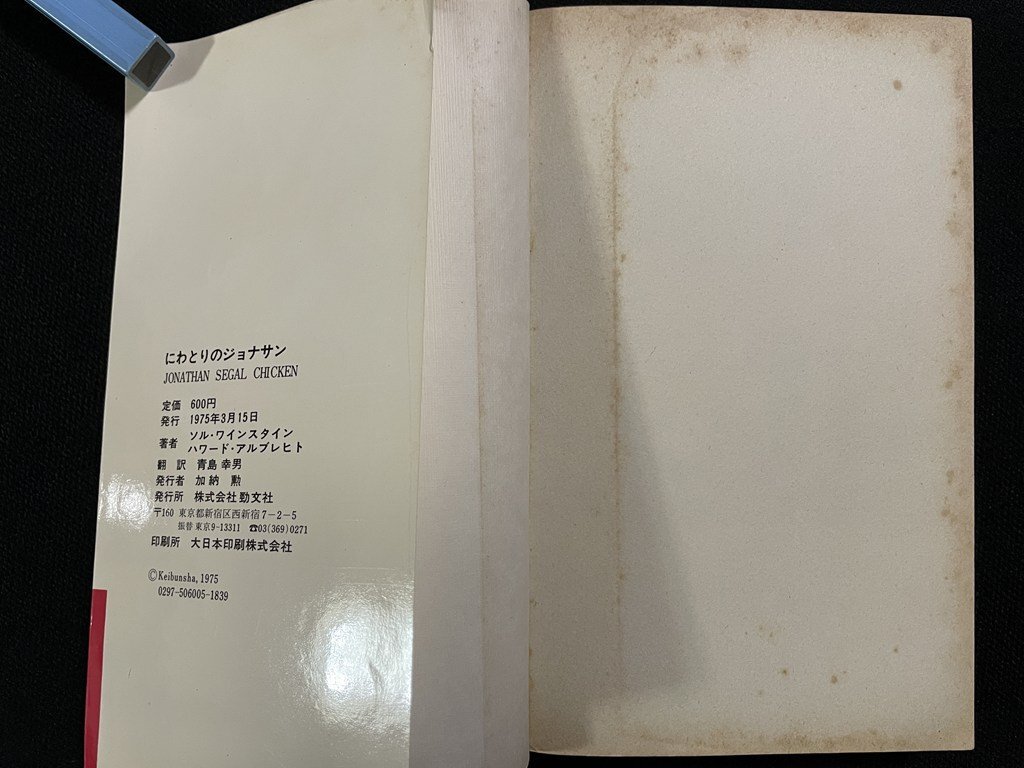 にわとりのジョナサン
JONATHAN SEGAL CHICKEN
定価 600円
発行 1975年3月15日
著者 ソル・ワインスタイン
ハワード・アルブレヒト
翻訳 青島幸男
発行者 加納 勲
発行所 株式会社勁文社
〒160 東京都新宿区西新宿7-2-5
振替 東京9-13311 ☎03(369)0271
印刷所 大日本印刷株式会社
©Keibunsha, 1975
0297-506005-1839